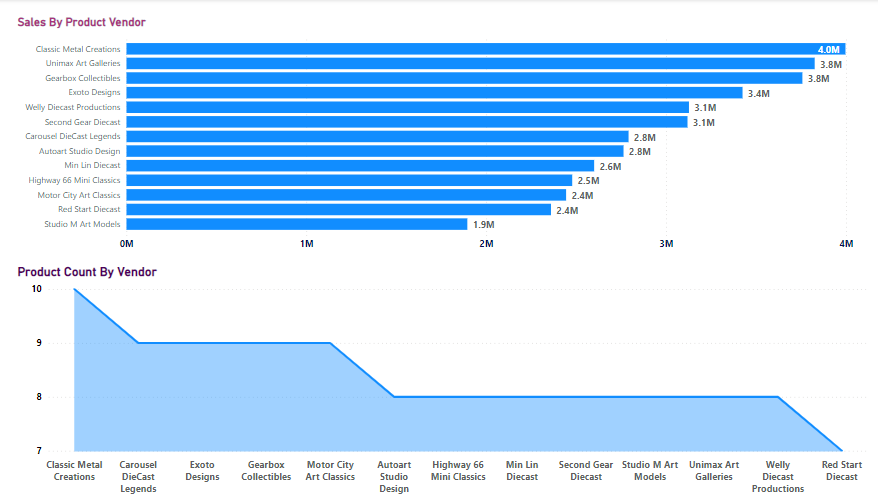 Sales By Product Vendor
Classic Metal Creations 4.0M
Unimax Art Galleries 3.8M
Gearbox Collectibles 3.8M
Exoto Designs 3.4M
Welly Diecast Productions 3.1M
Second Gear Diecast 3.1M
Carousel DieCast Legends 2.8M
Autoart Studio Design 2.8M
Min Lin Diecast 2.6M
Highway 66 Mini Classics 2.5M
Motor City Art Classics 2.4M
Red Start Diecast 2.4M
Studio M Art Models 1.9M
0M 1M 2M 3M 4M
Product Count By Vendor
10
9
8
7
Classic Metal Carousel Exoto Gearbox Motor City Autoart Highway 66 Min Lin Second Gear Studio M Art Unimax Art Welly Red Start
Creations DieCast Designs Collectibles Art Classics Studio Mini Classics Diecast Diecast Models Galleries Diecast Diecast
Legends Design Productions